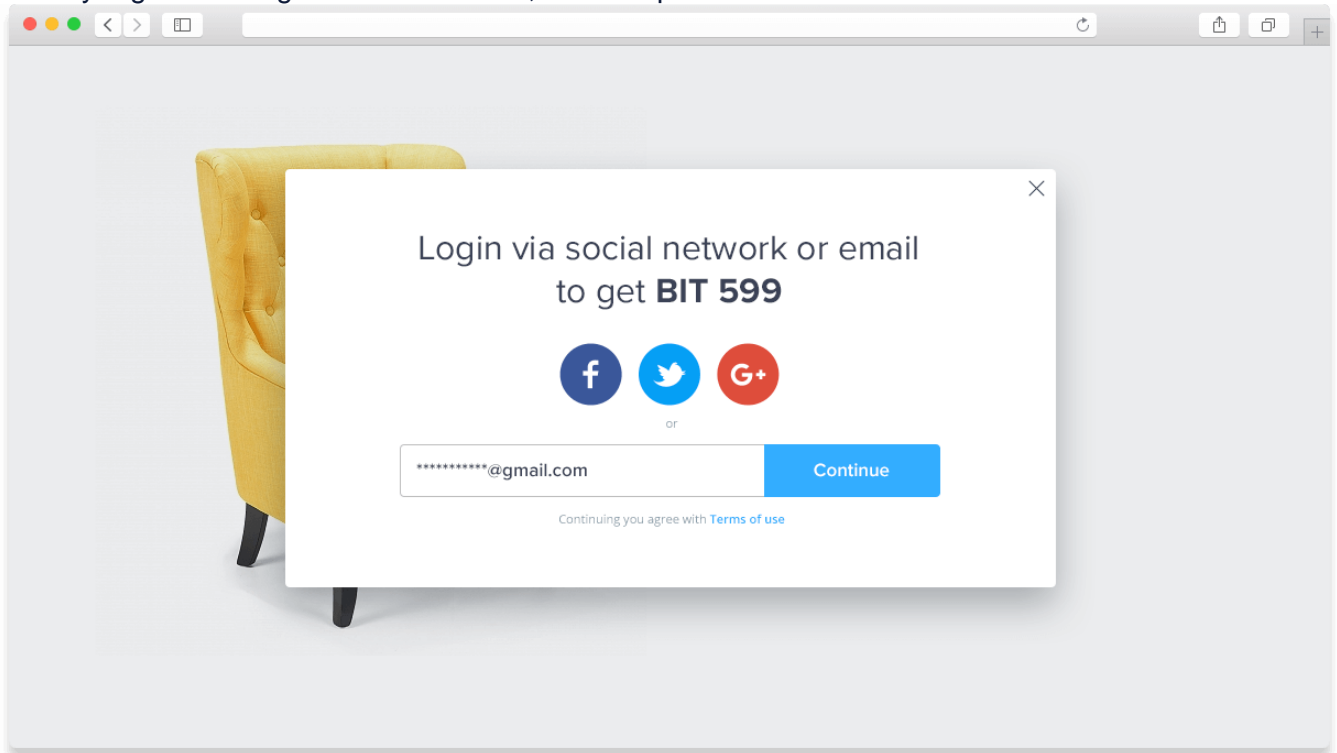 Login via social network or email
to get BIT 599
f
G+
or
***********@gmail.com
Continue
Continuing you agree with Terms of use